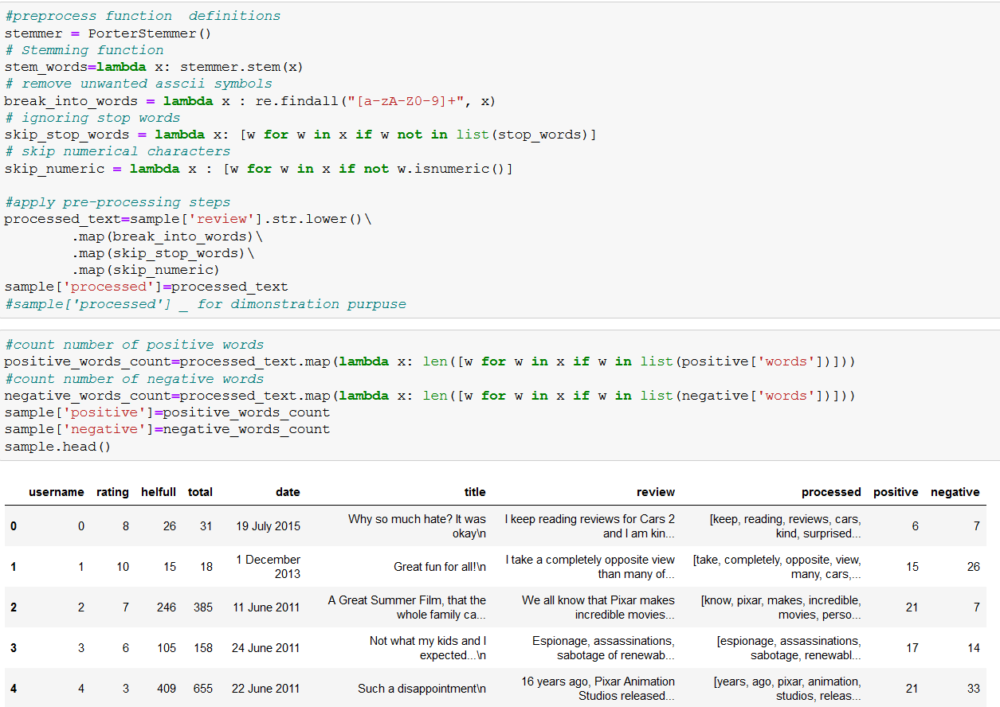 #preprocess function  definitions
stemmer = PorterStemmer()
# Stemming function
stem_words=lambda x: stemmer.stem(x)
# remove unwanted asscii symbols
break_into_words = lambda x : re.findall("[a-zA-Z0-9]+", x)
# ignoring stop words
skip_stop_words = lambda x: [w for w in x if w not in list(stop_words)]
# skip numerical characters
skip_numeric = lambda x : [w for w in x if not w.isnumeric()]
#apply pre-processing steps
processed_text=sample['review'].str.lower()\
        .map(break_into_words)\
        .map(skip_stop_words)\
        .map(skip_numeric)
sample['processed']=processed_text
#sample['processed'] _ for dimonstration purpuse
#count number of positive words
positive_words_count=processed_text.map(lambda x: len([w for w in x if w in list(positive['words'])]))
#count number of negative words
negative_words_count=processed_text.map(lambda x: len([w for w in x if w in list(negative['words'])]))
sample['positive']=positive_words_count
sample['negative']=negative_words_count
sample.head()
username rating helfull total date title review processed positive negative
0 0 8 26 31 19 July 2015 Why so much hate? It was I keep reading reviews for Cars 2 [keep, reading, reviews, cars, 6 7
okay\n and I am kin... kind, surprised...
1 1 10 15 18 1 December Great fun for all!\n I take a completely opposite view [take, completely, opposite, view, 15 26
2013 than many of... many, cars,...
2 2 7 246 385 11 June 2011 A Great Summer Film, that the We all know that Pixar makes [know, pixar, makes, incredible, 21 7
whole family ca... incredible movies... movies, perso...
3 3 6 105 158 24 June 2011 Not what my kids and I Espionage, assassinations, [espionage, assassinations, 17 14
expected...\n sabotage of renewab... sabotage, renewabl...
4 4 3 409 655 22 June 2011 Such a disappointment\n 16 years ago, Pixar Animation [years, ago, pixar, animation, 21 33
Studios released... studios, releas...